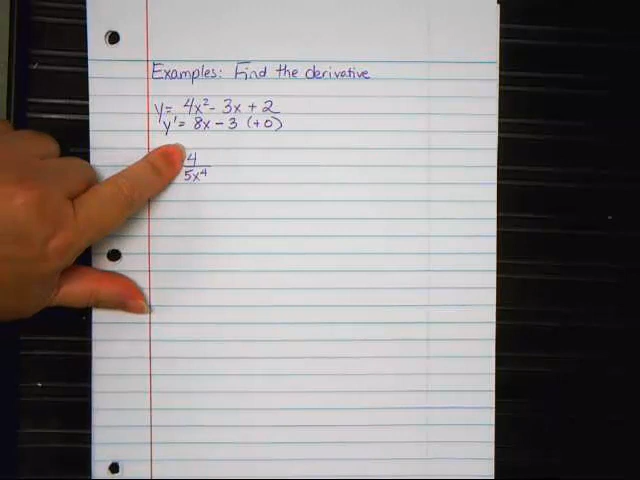 Examples: Find the derivative
y = 4x² - 3x + 2
y' = 8x - 3 (+0)
4
5x⁴